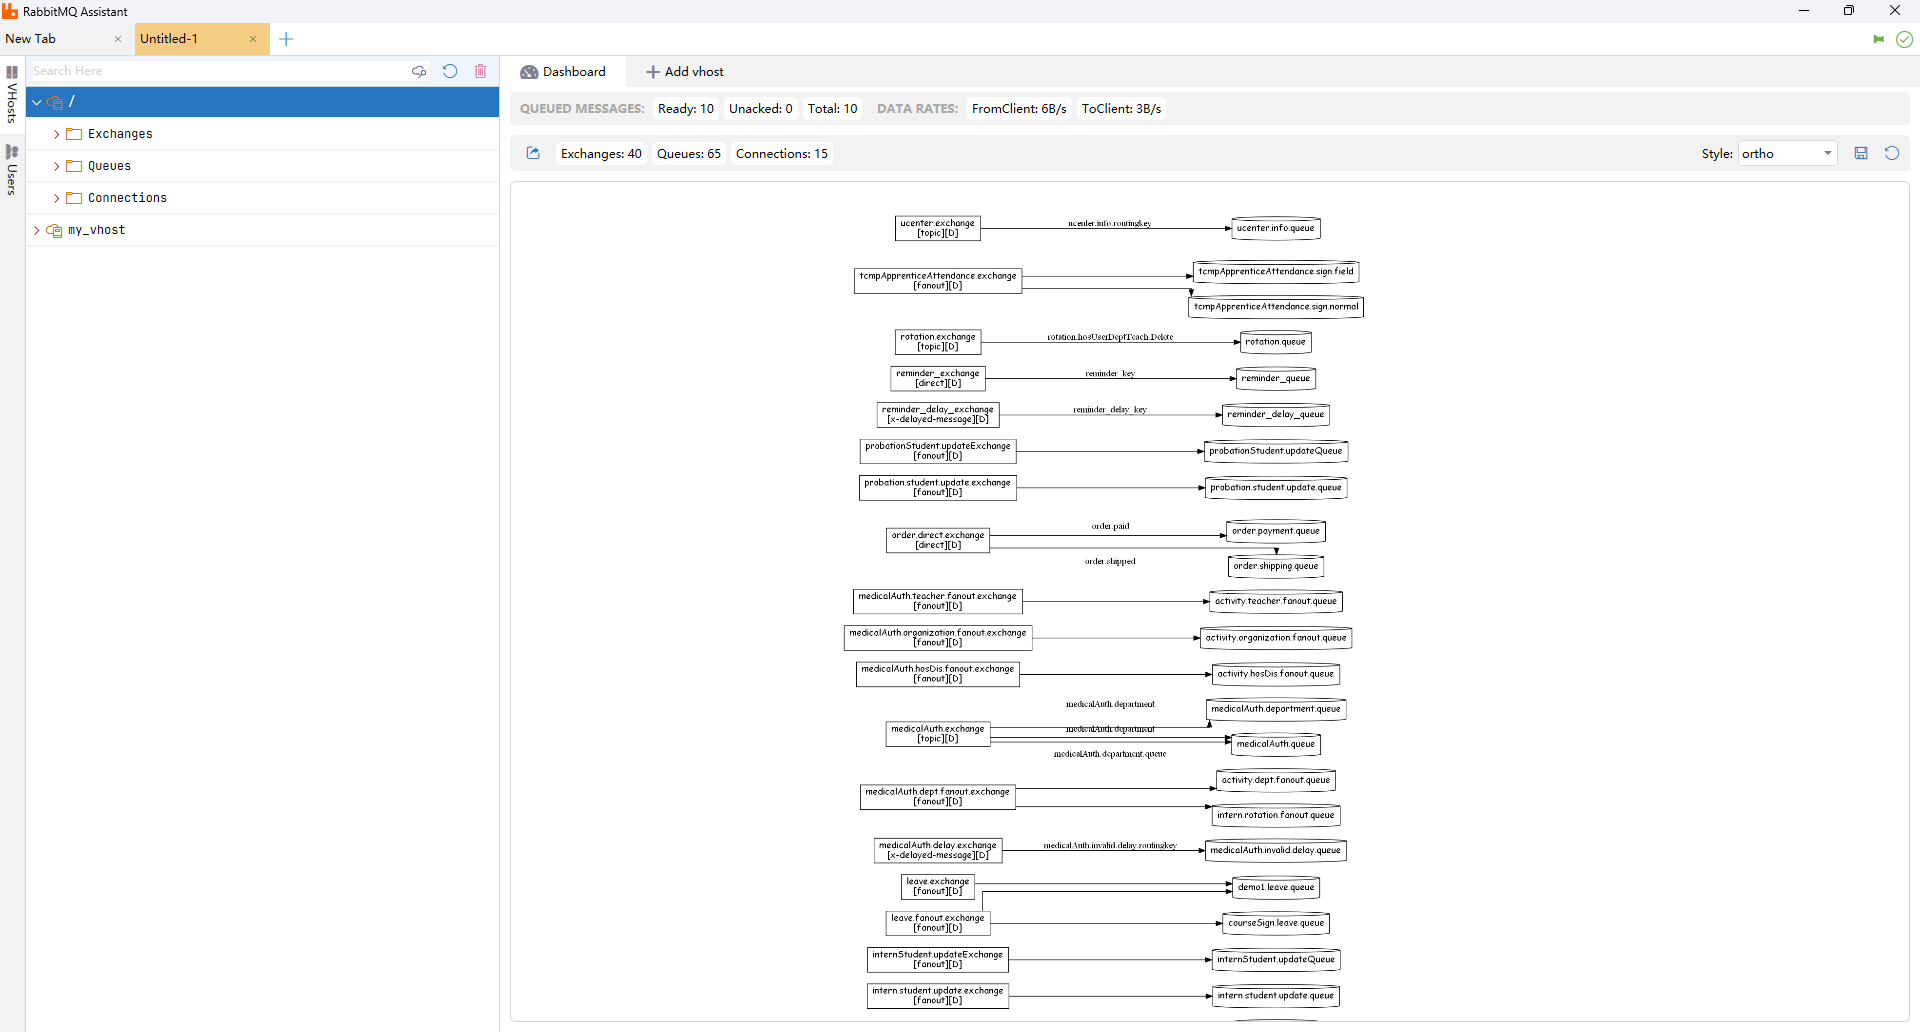 RabbitMQ Assistant
New Tab
Untitled-1
Search Here
VHosts
Users
/
Exchanges
Queues
Connections
my_vhost
Dashboard
Add vhost
QUEUED MESSAGES: Ready: 10 Unacked: 0 Total: 10 DATA RATES: FromClient: 6B/s ToClient: 3B/s
Exchanges: 40 Queues: 65 Connections: 15
Style: ortho
ucenter.exchange
[topic][D]
ucenter.info.routingkey
ucenter.info.queue
tcmpApprenticeAttendance.exchange
[fanout][D]
tcmpApprenticeAttendance.sign.field
tcmpApprenticeAttendance.sign.normal
rotation.exchange
[topic][D]
rotation.hosUserDeptTeach.Delete
rotation.queue
reminder_exchange
[direct][D]
reminder_key
reminder_queue
reminder_delay_exchange
[x-delayed-message][D]
reminder_delay_key
reminder_delay_queue
probationStudent.updateExchange
[fanout][D]
probationStudent.updateQueue
probation.student.update.exchange
[fanout][D]
probation.student.update.queue
order.direct.exchange
[direct][D]
order.paid
order.payment.queue
order.shipped
order.shipping.queue
medicalAuth.teacher.fanout.exchange
[fanout][D]
activity.teacher.fanout.queue
medicalAuth.organization.fanout.exchange
[fanout][D]
activity.organization.fanout.queue
medicalAuth.hosDis.fanout.exchange
[fanout][D]
activity.hosDis.fanout.queue
medicalAuth.exchange
[topic][D]
medicalAuth.department
medicalAuth.department.queue
medicalAuth.department
medicalAuth.queue
medicalAuth.department.queue
medicalAuth.dept.fanout.exchange
[fanout][D]
activity.dept.fanout.queue
intern.rotation.fanout.queue
medicalAuth.delay.exchange
[x-delayed-message][D]
medicalAuth.invalid.delay.routingkey
medicalAuth.invalid.delay.queue
leave.exchange
[fanout][D]
demo1.leave.queue
leave.fanout.exchange
[fanout][D]
courseSign.leave.queue
internStudent.updateExchange
[fanout][D]
internStudent.updateQueue
intern.student.update.exchange
[fanout][D]
intern.student.update.queue